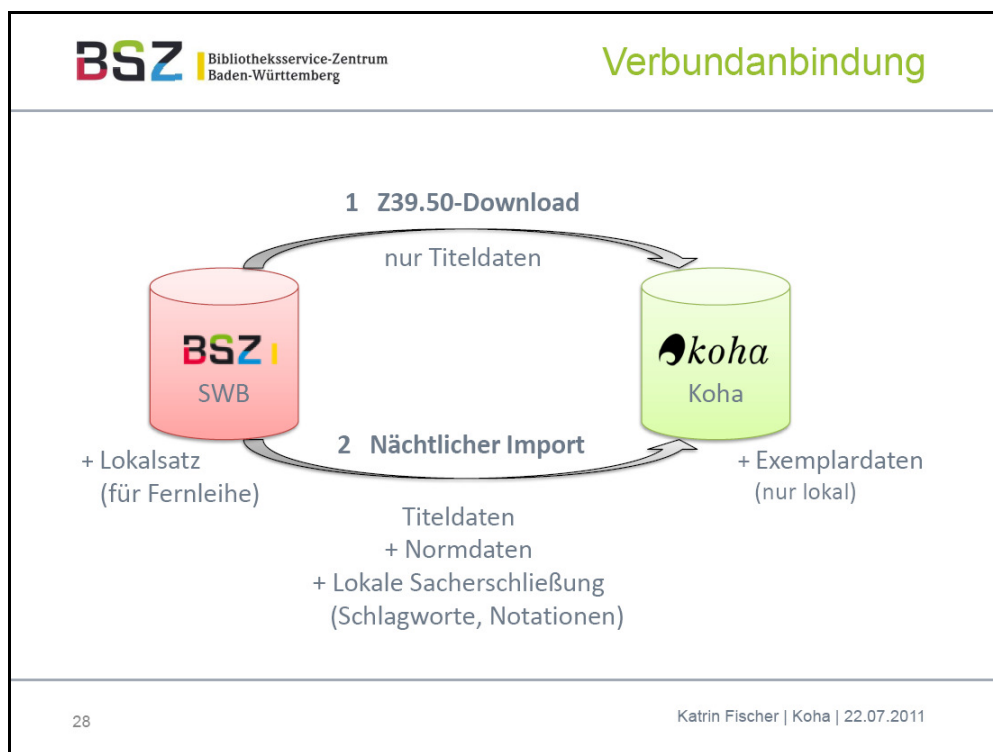 BSZ
Bibliotheksservice-Zentrum
Baden-Württemberg
Verbundanbindung
1 Z39.50-Download
nur Titeldaten
BSZ
SWB
koha
Koha
2 Nächtlicher Import
+ Lokalsatz
(für Fernleihe)
+ Exemplardaten
(nur lokal)
Titeldaten
+ Normdaten
+ Lokale Sacherschließung
(Schlagworte, Notationen)
28
Katrin Fischer | Koha | 22.07.2011